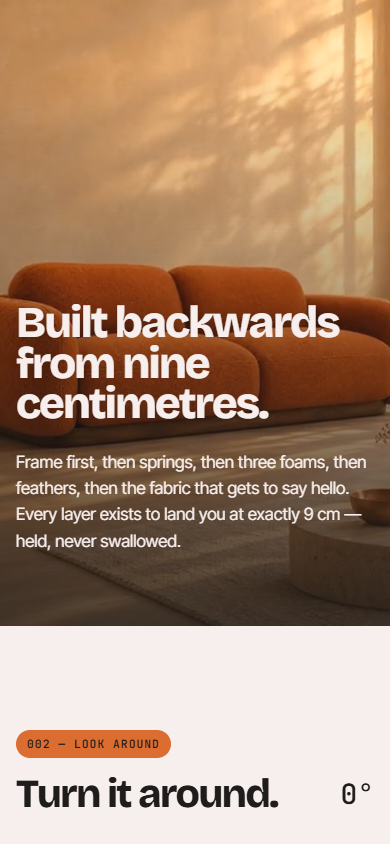 Built backwards
from nine
centimetres.
Frame first, then springs, then three foams, then
feathers, then the fabric that gets to say hello.
Every layer exists to land you at exactly 9 cm —
held, never swallowed.
002 — LOOK AROUND
Turn it around.
0°